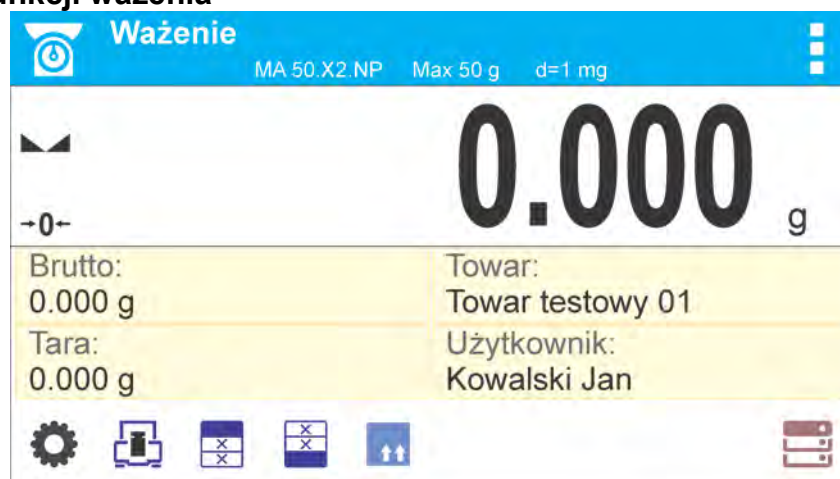 Ważenie
MA 50.X2.NP Max 50 g d=1 mg
0.000 g
→0←
Brutto:
0.000 g
Towar:
Towar testowy 01
Tara:
0.000 g
Użytkownik:
Kowalski Jan